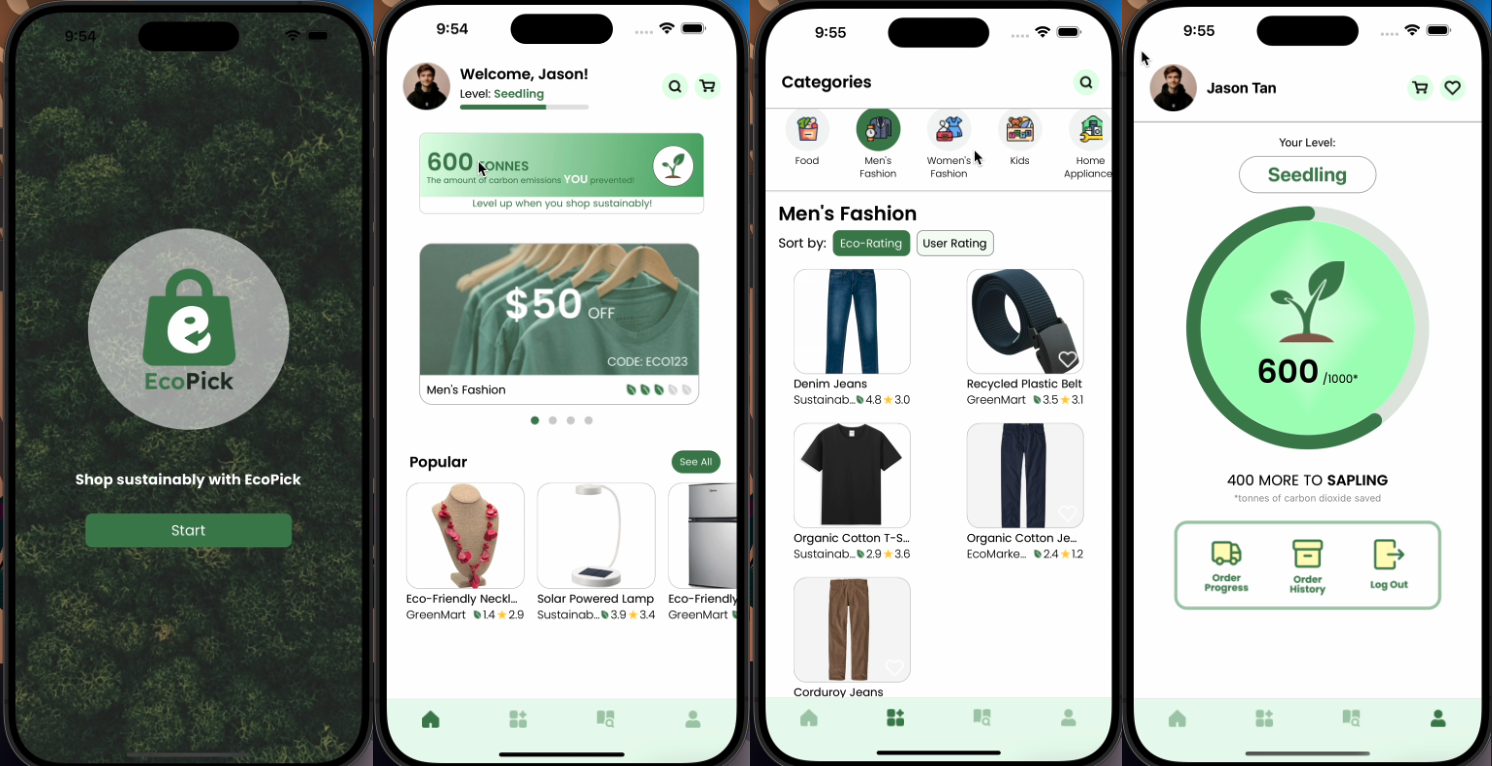 9:54
EcoPick
Shop sustainably with EcoPick
Start
9:54
Welcome, Jason!
Level: Seedling
600 TONNES
The amount of carbon emissions YOU prevented!
Level up when you shop sustainably!
$50 OFF
CODE: ECO123
Men's Fashion
Popular
See All
Eco-Friendly Neckl... Solar Powered Lamp Eco-Friendly
GreenMart 1.4 2.9 Sustainab... 3.9 3.4 GreenMart
9:55
Categories
Food Men's Fashion Women's Fashion Kids Home Appliance
Men's Fashion
Sort by: Eco-Rating User Rating
Denim Jeans Recycled Plastic Belt
Sustainab... 4.8 3.0 GreenMart 3.5 3.1
Organic Cotton T-S... Organic Cotton Je...
Sustainab... 2.9 3.6 EcoMarke... 2.4 1.2
Corduroy Jeans
9:55
Jason Tan
Your Level:
Seedling
600 /1000*
400 MORE TO SAPLING
*tonnes of carbon dioxide saved
Order Progress Order History Log Out